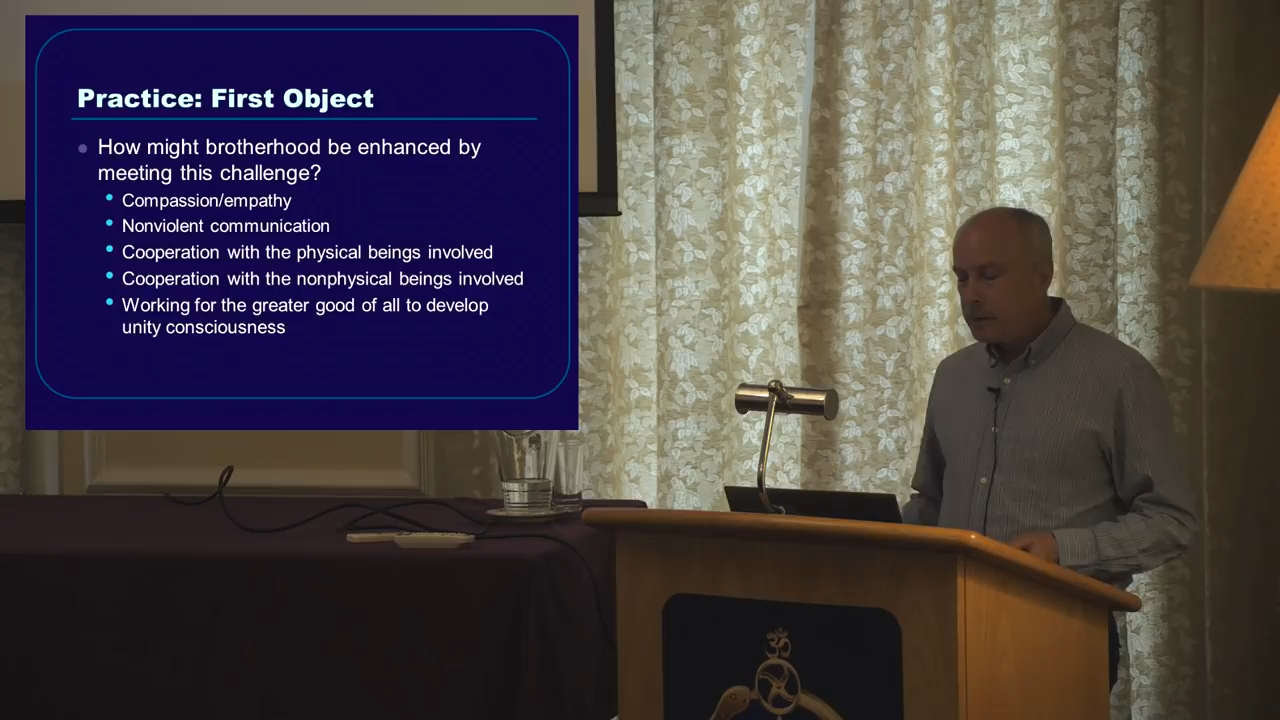 Practice: First Object
How might brotherhood be enhanced by
meeting this challenge?
Compassion/empathy
Nonviolent communication
Cooperation with the physical beings involved
Cooperation with the nonphysical beings involved
Working for the greater good of all to develop
unity consciousness
ॐ